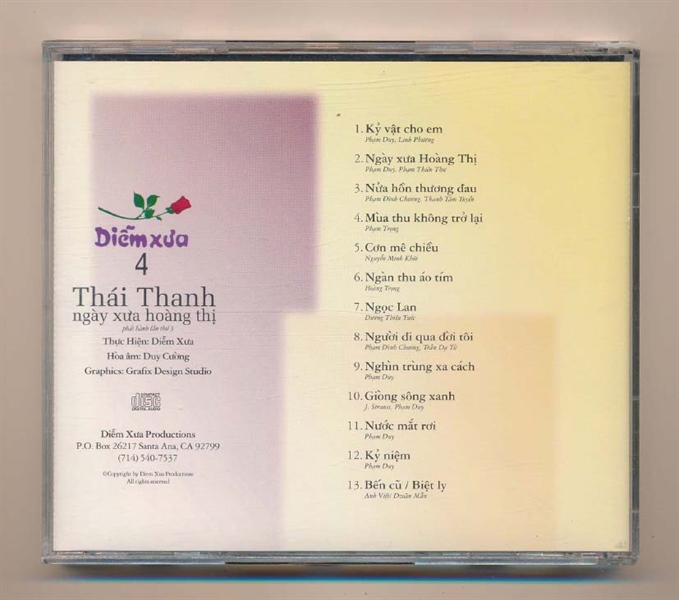 Diễm xưa
4
Thái Thanh
ngày xưa hoàng thị
phát hành lần thứ 3
Thực Hiện: Diễm Xưa
Hòa âm: Duy Cường
Graphics: Grafix Design Studio
COMPACT
disc
DIGITAL AUDIO
Diễm Xưa Productions
P.O. Box 26217 Santa Ana, CA 92799
(714) 540-7537
©Copyright by Diem Xua Productions
All rights reserved
1. Kỷ vật cho em
Phạm Duy, Linh Phương
2. Ngày xưa Hoàng Thị
Phạm Duy, Phạm Thiên Thư
3. Nửa hồn thương đau
Phạm Đình Chương, Thanh Tâm Tuyền
4. Mùa thu không trở lại
Phạm Trọng
5. Cơn mê chiều
Nguyễn Minh Khôi
6. Ngàn thu áo tím
Hoàng Trọng
7. Ngọc Lan
Dương Thiệu Tước
8. Người đi qua đời tôi
Phạm Đình Chương, Trần Dạ Từ
9. Nghìn trùng xa cách
Phạm Duy
10. Giòng sông xanh
J. Strauss, Phạm Duy
11. Nước mắt rơi
Phạm Duy
12. Kỷ niệm
Phạm Duy
13. Bến cũ / Biệt ly
Anh Việt/ Dzoãn Mẫn